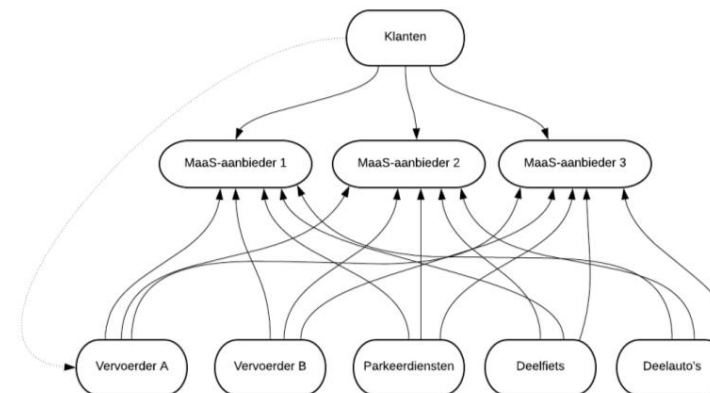 Klanten
MaaS-aanbieder 1
MaaS-aanbieder 2
MaaS-aanbieder 3
Vervoerder A
Vervoerder B
Parkeerdiensten
Deelfiets
Deelauto's